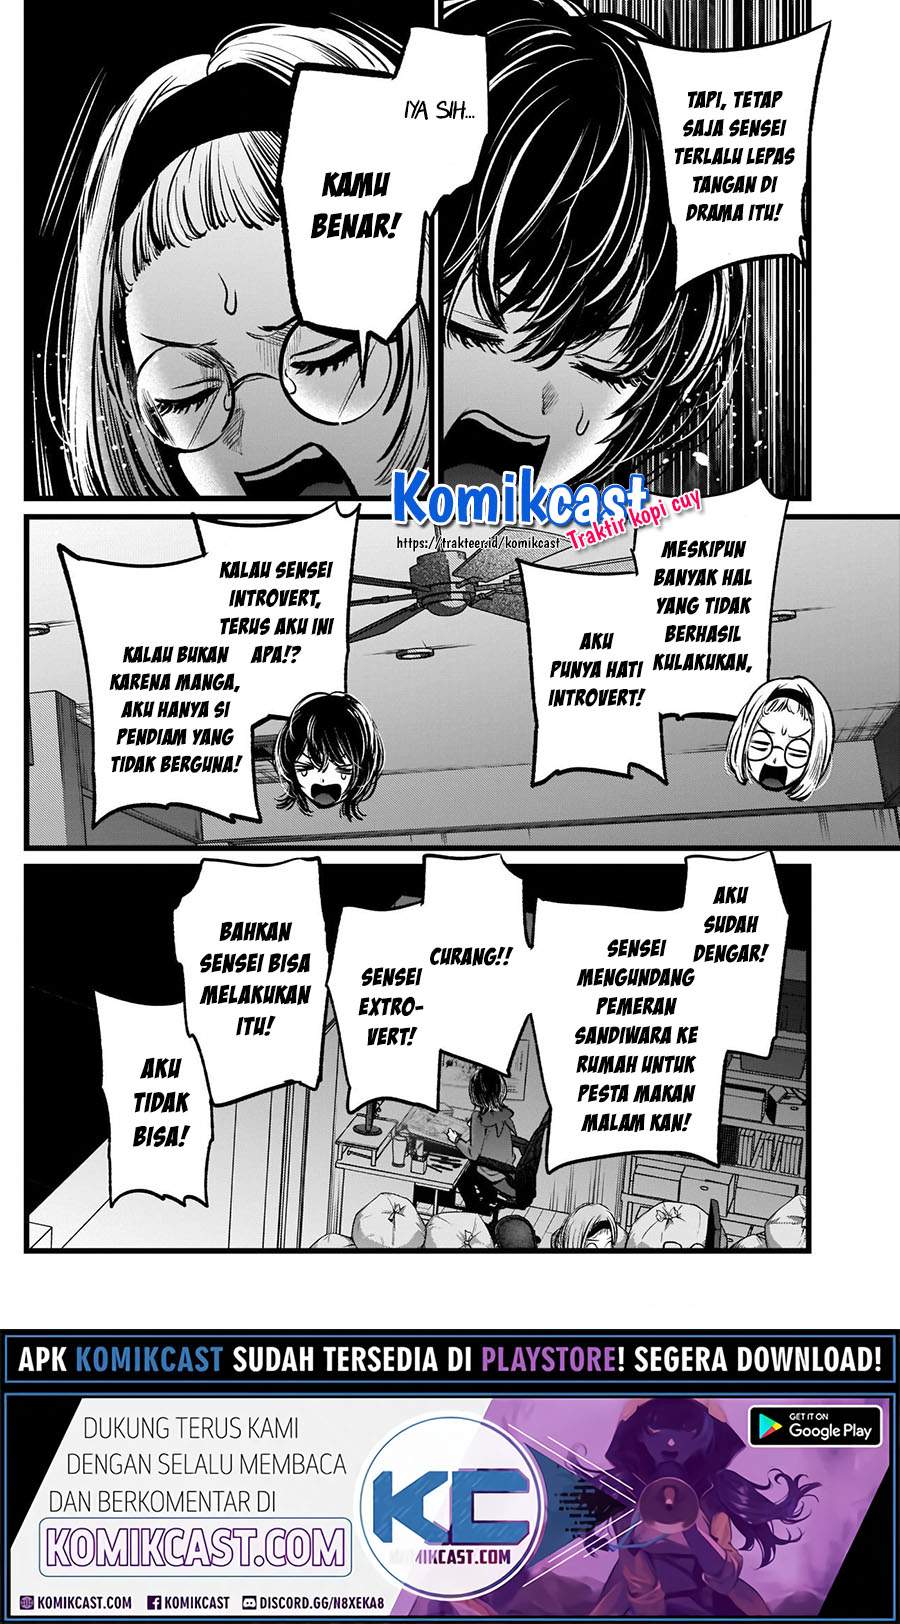 TAPI, TETAP
SAJA SENSEI
TERLALU LEPAS
TANGAN DI
DRAMA ITU!
IYA SIH...
KAMU
BENAR!
Komikcast
https://trakteer.id/komikcast
Traktir kopi cuy
MESKIPUN
BANYAK HAL
YANG TIDAK
BERHASIL
KULAKUKAN,
AKU
PUNYA HATI
INTROVERT!
KALAU SENSEI
INTROVERT,
TERUS AKU INI
APA!?
KALAU BUKAN
KARENA MANGA,
AKU HANYA SI
PENDIAM YANG
TIDAK BERGUNA!
AKU
SUDAH
DENGAR!
SENSEI
MENGUNDANG
PEMERAN
SANDIWARA KE
RUMAH UNTUK
PESTA MAKAN
MALAM KAN!
CURANG!!
SENSEI
EXTRO-
VERT!
BAHKAN
SENSEI BISA
MELAKUKAN
ITU!
AKU
TIDAK
BISA!
APK KOMIKCAST SUDAH TERSEDIA DI PLAYSTORE! SEGERA DOWNLOAD!
DUKUNG TERUS KAMI
DENGAN SELALU MEMBACA
DAN BERKOMENTAR DI
KOMIKCAST.COM
KC
KOMIKCAST.COM
GET IT ON
Google Play
KOMIKCAST.COM KOMIKCAST DISCORD.GG/N8XEKA8